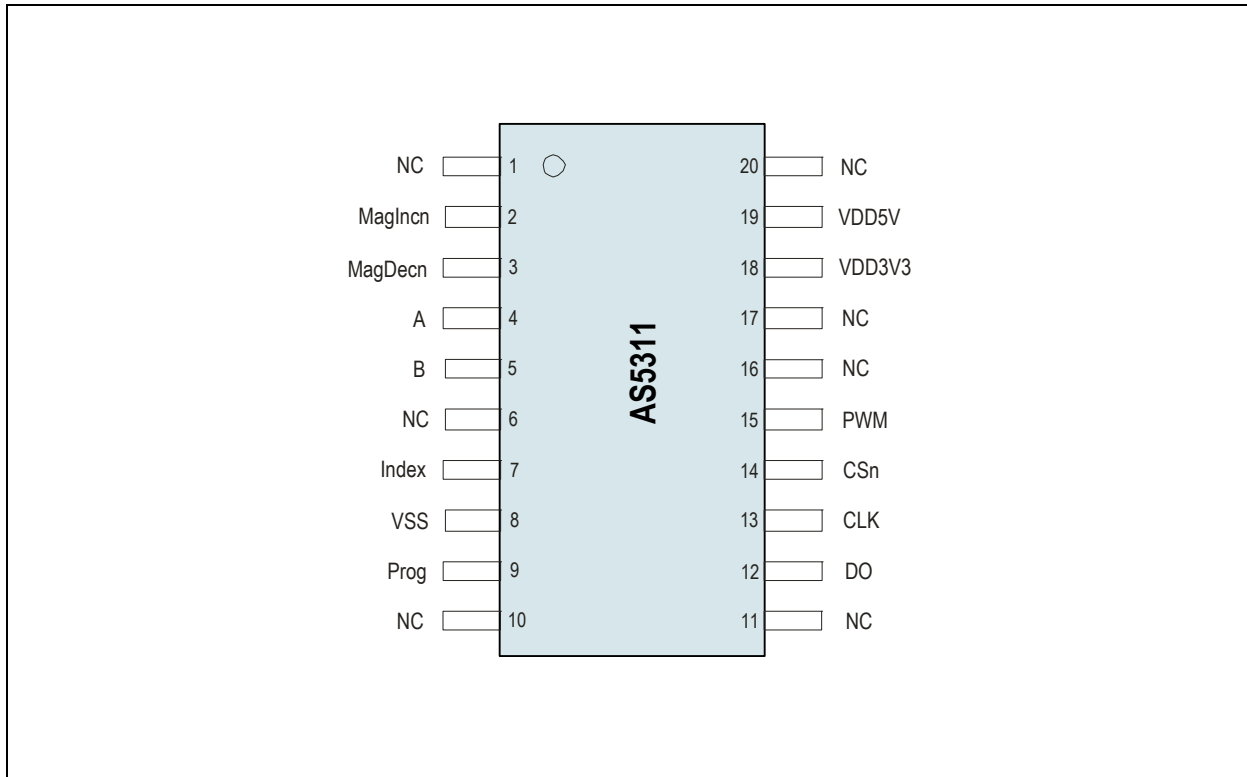 NC 1 20 NC
MagIncn 2 19 VDD5V
MagDecn 3 18 VDD3V3
A 4 17 NC
B 5 16 NC
NC 6 15 PWM
Index 7 14 CSn
VSS 8 13 CLK
Prog 9 12 DO
NC 10 11 NC
AS5311